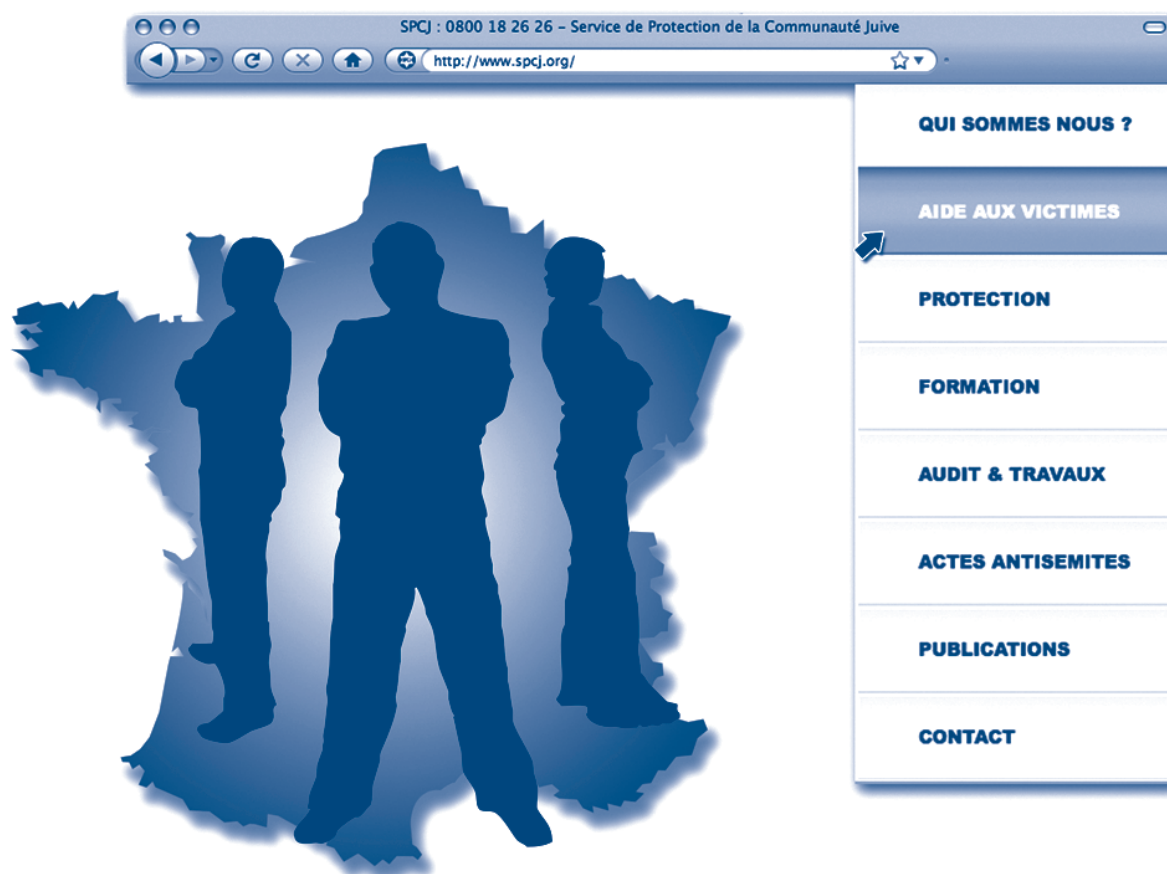 SPCJ : 0800 18 26 26 – Service de Protection de la Communauté Juive
http://www.spcj.org/
QUI SOMMES NOUS ?
AIDE AUX VICTIMES
PROTECTION
FORMATION
AUDIT & TRAVAUX
ACTES ANTISEMITES
PUBLICATIONS
CONTACT